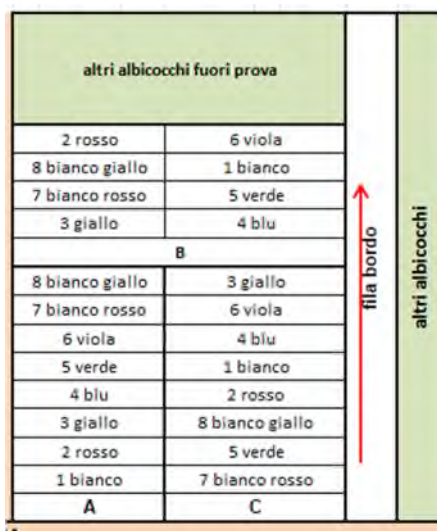 altri albicocchi fuori prova
2 rosso 6 viola
8 bianco giallo 1 bianco
7 bianco rosso 5 verde
3 giallo 4 blu
B
8 bianco giallo 3 giallo
7 bianco rosso 6 viola
6 viola 4 blu
5 verde 1 bianco
4 blu 2 rosso
3 giallo 8 bianco giallo
2 rosso 5 verde
1 bianco 7 bianco rosso
A C
fila bordo
altri albicocchi